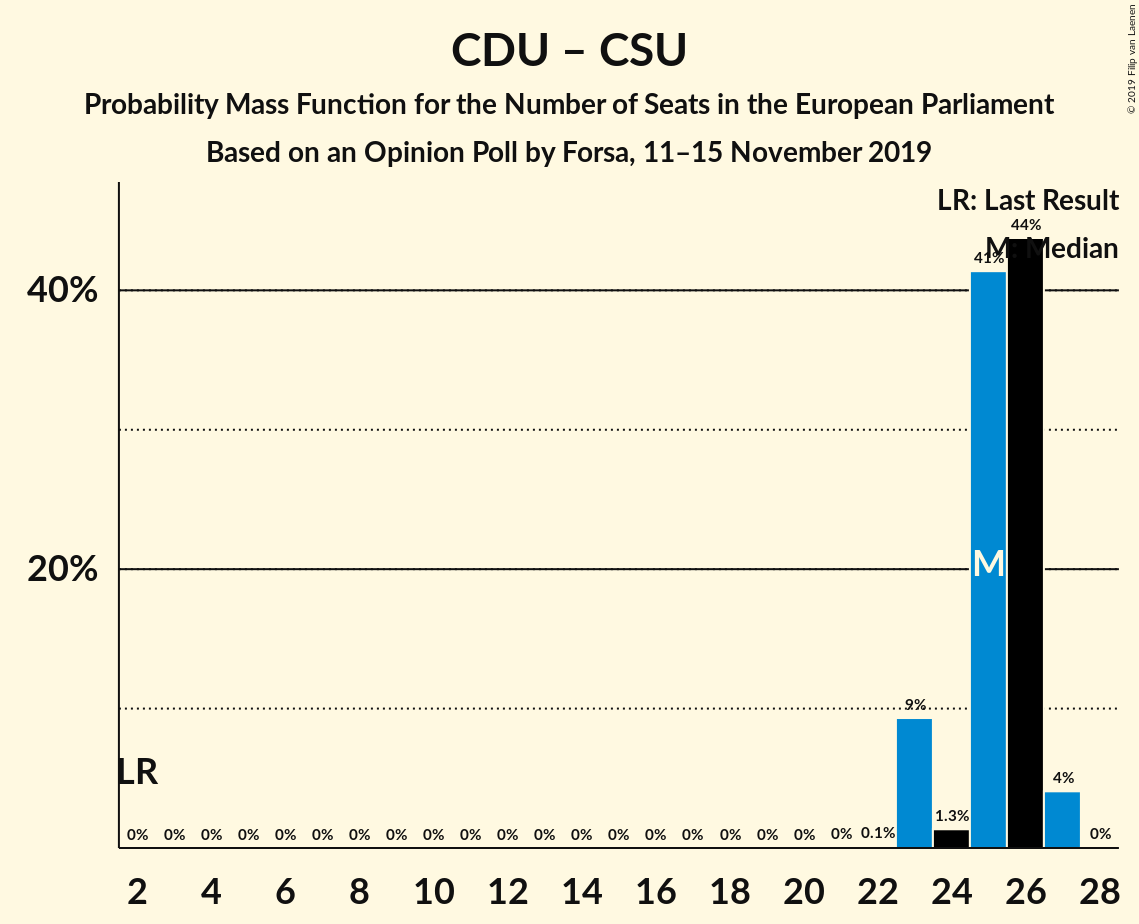 CDU – CSU
Probability Mass Function for the Number of Seats in the European Parliament
Based on an Opinion Poll by Forsa, 11–15 November 2019
© 2019 Filip van Laenen
LR: Last Result
M: Median
44%
41%
40%
20%
M
9%
LR
4%
1.3%
0% 0% 0% 0% 0% 0% 0% 0% 0% 0% 0% 0% 0% 0% 0% 0% 0% 0% 0% 0% 0.1% 0%
2 4 6 8 10 12 14 16 18 20 22 24 26 28